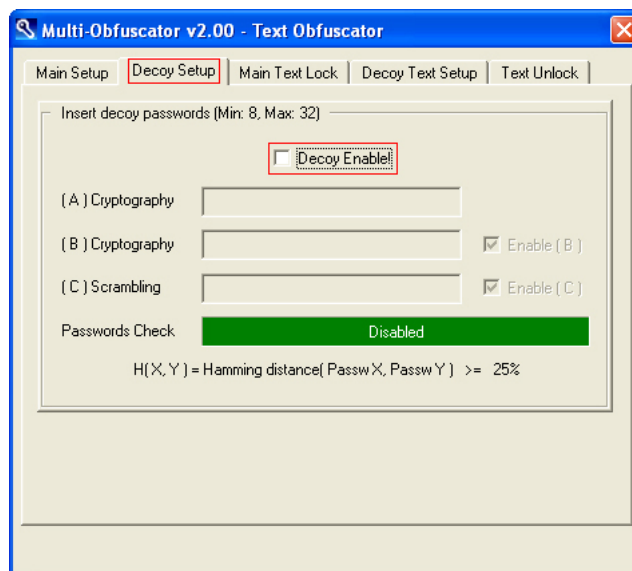 Multi-Obfuscator v2.00 - Text Obfuscator
Main Setup Decoy Setup Main Text Lock Decoy Text Setup Text Unlock
Insert decoy passwords (Min: 8, Max: 32)
Decoy Enable!
( A ) Cryptography
( B ) Cryptography Enable ( B )
( C ) Scrambling Enable ( C )
Passwords Check Disabled
H( X, Y ) = Hamming distance( Passw X, Passw Y ) >= 25%